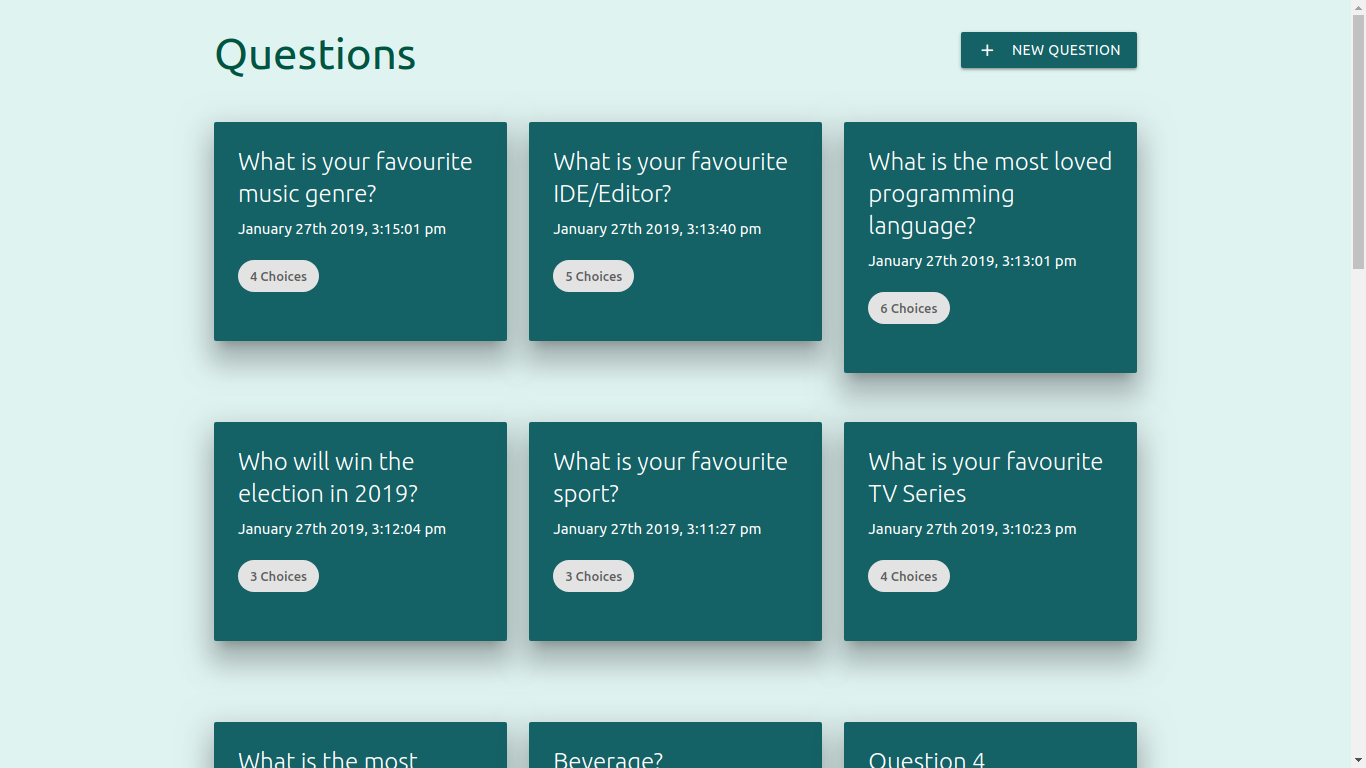 Questions
+ NEW QUESTION
What is your favourite
music genre?
January 27th 2019, 3:15:01 pm
4 Choices
What is your favourite
IDE/Editor?
January 27th 2019, 3:13:40 pm
5 Choices
What is the most loved
programming
language?
January 27th 2019, 3:13:01 pm
6 Choices
Who will win the
election in 2019?
January 27th 2019, 3:12:04 pm
3 Choices
What is your favourite
sport?
January 27th 2019, 3:11:27 pm
3 Choices
What is your favourite
TV Series
January 27th 2019, 3:10:23 pm
4 Choices
What is the most
Beverage?
Question 4